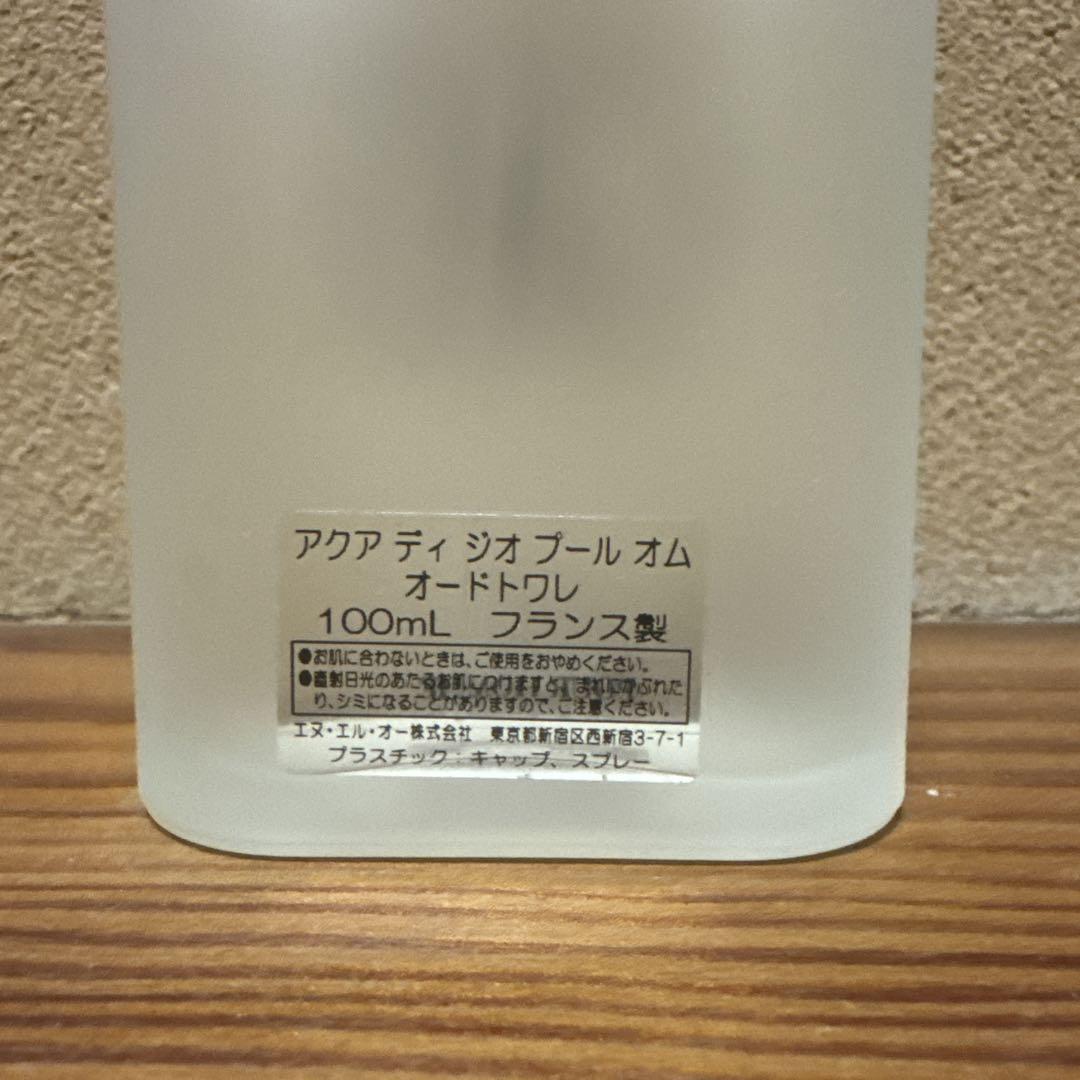 アクア ディ ジオ プール オム
オードトワレ
100mL フランス製
●お肌に合わないときは、ご使用をおやめください。
●直射日光のあたるお肌につけますと、まれにかぶれた
り、シミになることがありますので、ご注意ください。
エヌ・エル・オー株式会社 東京都新宿区西新宿3-7-1
プラスチック：キャップ、スプレー